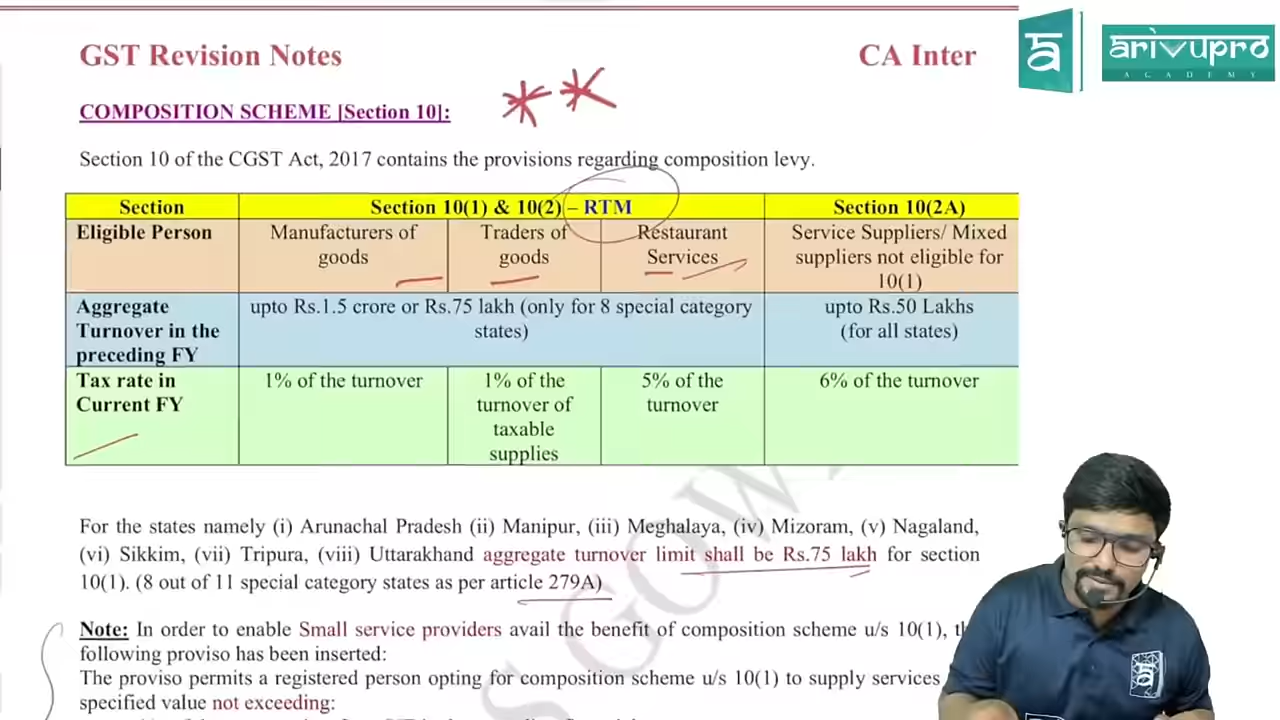 GST Revision Notes
CA Inter
arivupro
ACADEMY
COMPOSITION SCHEME [Section 10]:
Section 10 of the CGST Act, 2017 contains the provisions regarding composition levy.
Section
Section 10(1) & 10(2) – RTM
Section 10(2A)
Eligible Person
Manufacturers of
goods
Traders of
goods
Restaurant
Services
Service Suppliers/ Mixed
suppliers not eligible for
10(1)
Aggregate
Turnover in the
preceding FY
upto Rs.1.5 crore or Rs.75 lakh (only for 8 special category
states)
upto Rs.50 Lakhs
(for all states)
Tax rate in
Current FY
1% of the turnover
1% of the
turnover of
taxable
supplies
5% of the
turnover
6% of the turnover
For the states namely (i) Arunachal Pradesh (ii) Manipur, (iii) Meghalaya, (iv) Mizoram, (v) Nagaland,
(vi) Sikkim, (vii) Tripura, (viii) Uttarakhand aggregate turnover limit shall be Rs.75 lakh for section
10(1). (8 out of 11 special category states as per article 279A)
Note: In order to enable Small service providers avail the benefit of composition scheme u/s 10(1),
following proviso has been inserted:
The proviso permits a registered person opting for composition scheme u/s 10(1) to supply services
specified value not exceeding: